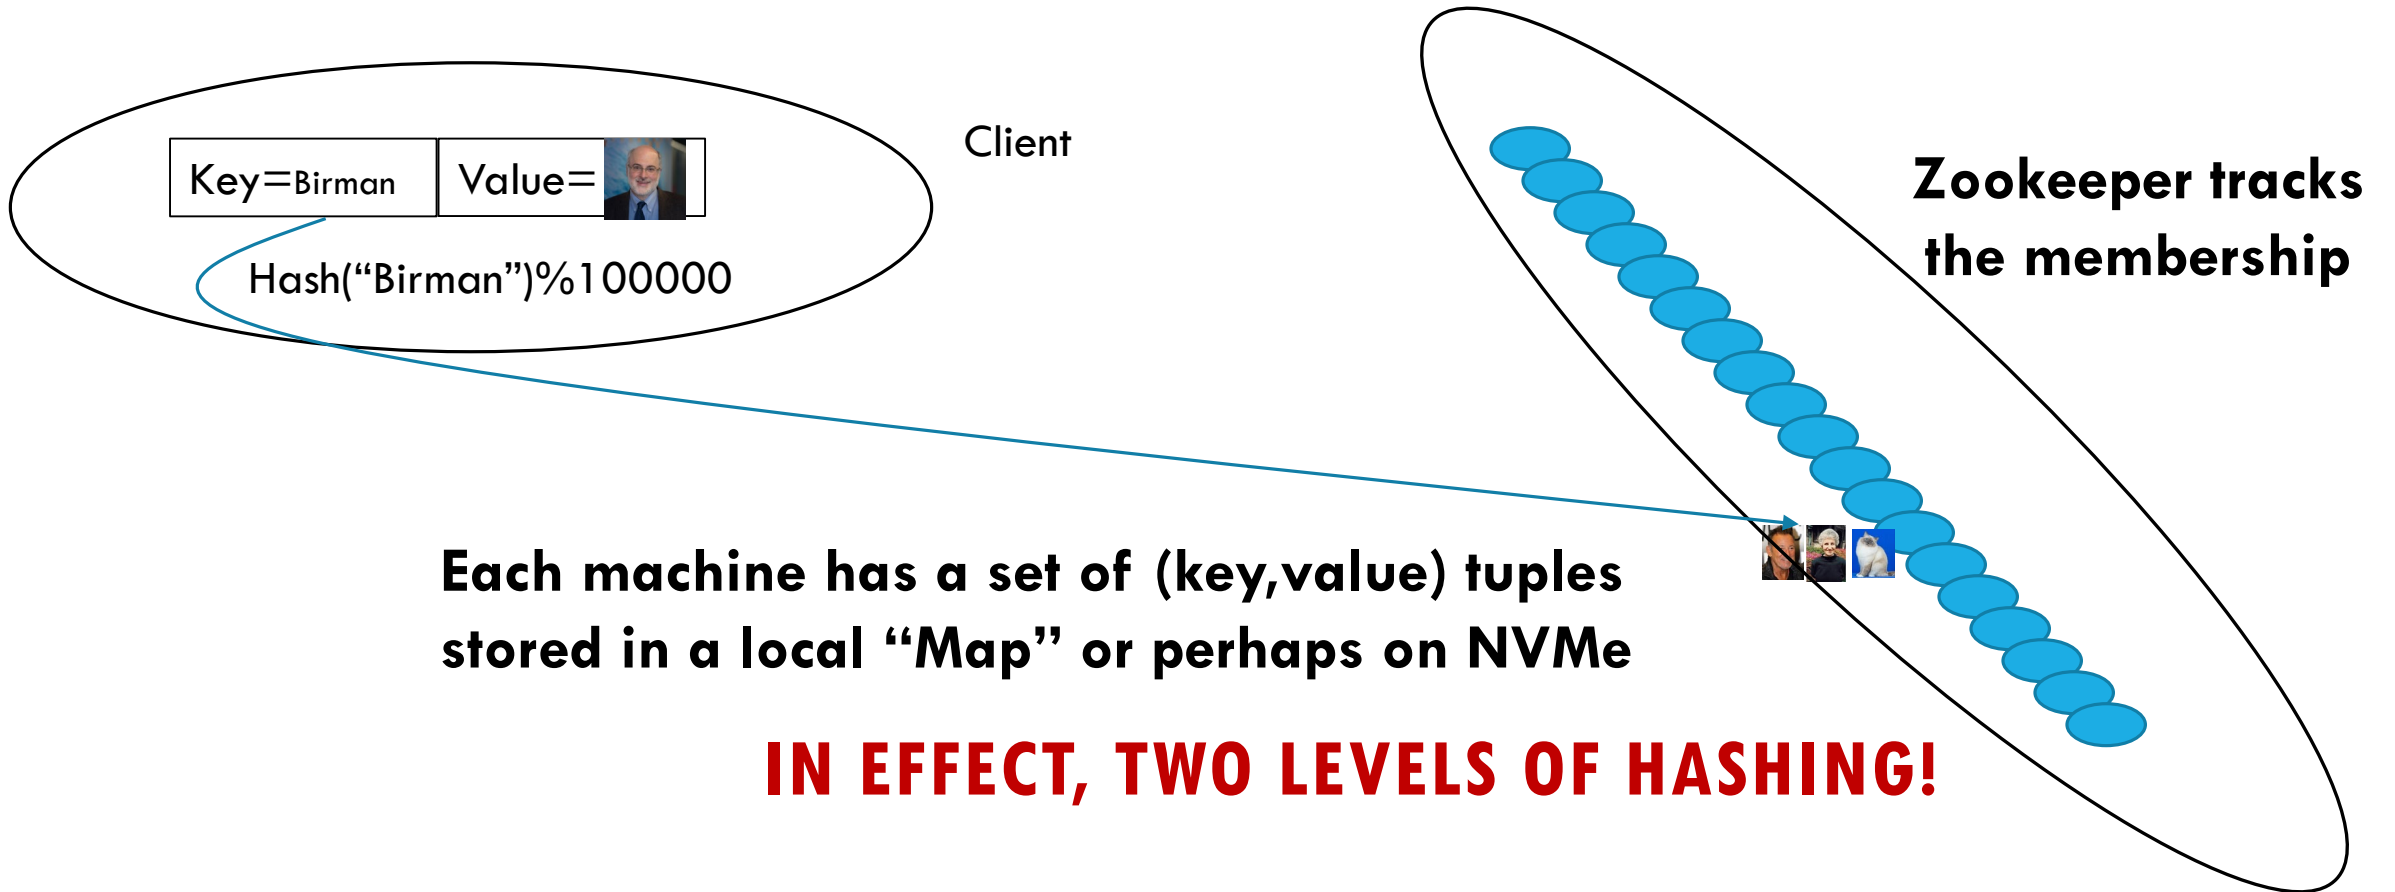 Client
Key=Birman
Value=
Zookeeper tracks
the membership
Hash(“Birman”)%100000
Each machine has a set of (key,value) tuples
stored in a local “Map” or perhaps on NVMe
IN EFFECT, TWO LEVELS OF HASHING!